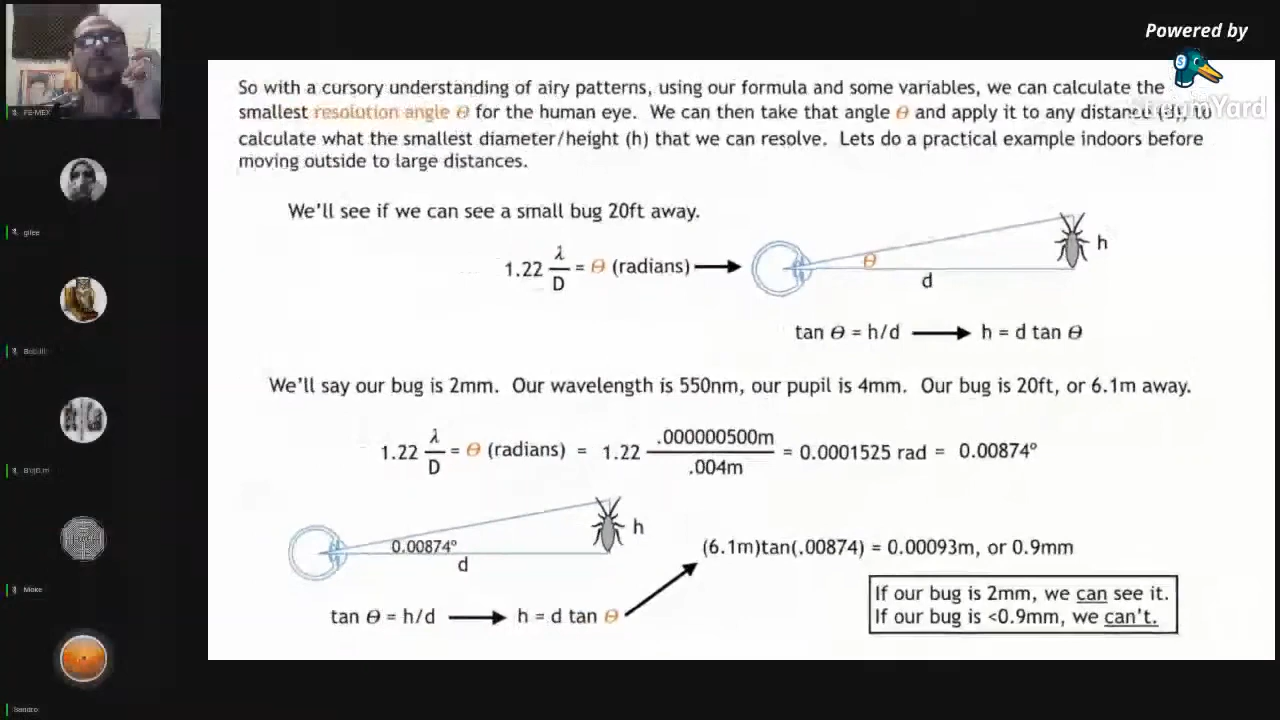 Powered by
StreamYard
So with a cursory understanding of airy patterns, using our formula and some variables, we can calculate the
smallest resolution angle θ for the human eye. We can then take that angle θ and apply it to any distance (d), to
calculate what the smallest diameter/height (h) that we can resolve. Lets do a practical example indoors before
moving outside to large distances.
We'll see if we can see a small bug 20ft away.
1.22 λ/D = θ (radians)
θ
h
d
tan θ = h/d h = d tan θ
We'll say our bug is 2mm. Our wavelength is 550nm, our pupil is 4mm. Our bug is 20ft, or 6.1m away.
1.22 λ/D = θ (radians) = 1.22 .000000500m/.004m = 0.0001525 rad = 0.00874°
h
0.00874°
d
(6.1m)tan(.00874) = 0.00093m, or 0.9mm
tan θ = h/d h = d tan θ
If our bug is 2mm, we can see it.
If our bug is <0.9mm, we can't.